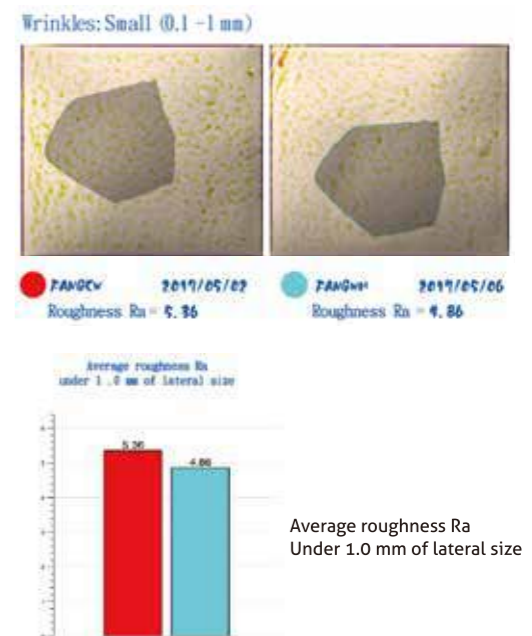 Wrinkles: Small (0.1 -1 mm)
2017/05/02
2017/05/06
Roughness Ra = 5.36
Roughness Ra = 4.86
Average roughness Ra
under 1 .0 mm of lateral size
5.36
4.86
Average roughness Ra
Under 1.0 mm of lateral size